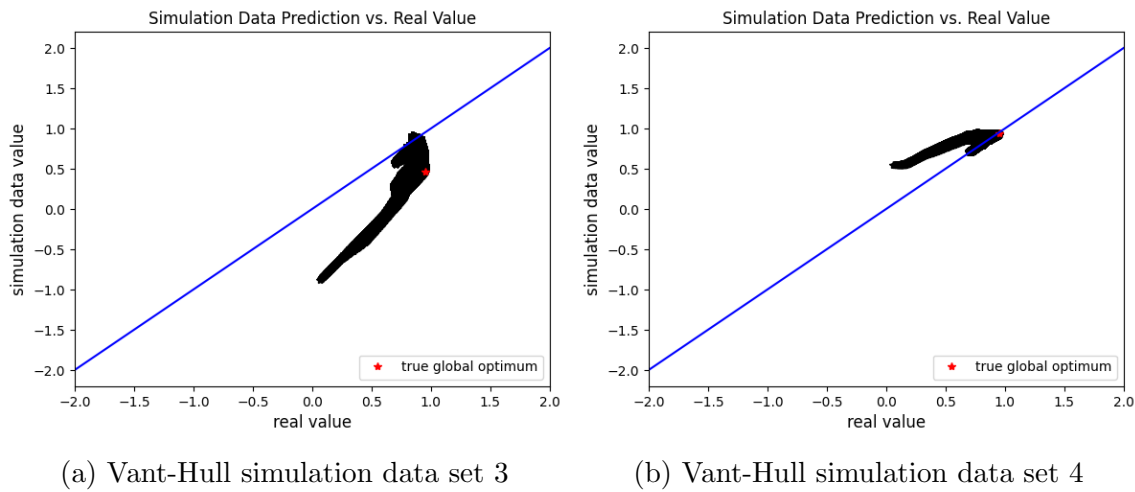 Simulation Data Prediction vs. Real Value
simulation data value
2.0
1.5
1.0
0.5
0.0
−0.5
−1.0
−1.5
−2.0
−2.0 −1.5 −1.0 −0.5 0.0 0.5 1.0 1.5 2.0
real value
true global optimum
(a) Vant-Hull simulation data set 3
Simulation Data Prediction vs. Real Value
simulation data value
2.0
1.5
1.0
0.5
0.0
−0.5
−1.0
−1.5
−2.0
−2.0 −1.5 −1.0 −0.5 0.0 0.5 1.0 1.5 2.0
real value
true global optimum
(b) Vant-Hull simulation data set 4